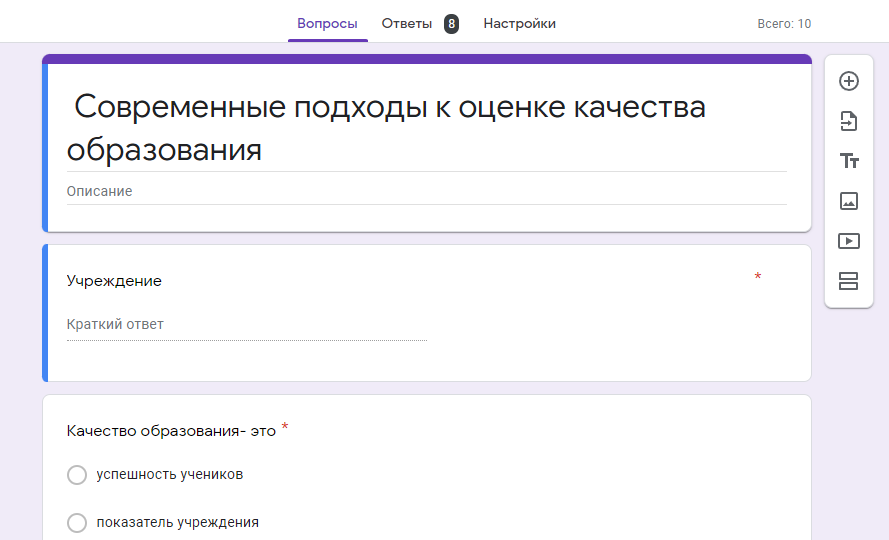 Вопросы Ответы 8 Настройки Всего: 10
Современные подходы к оценке качества
образования
Описание
Учреждение *
Краткий ответ
Качество образования- это *
успешность учеников
показатель учреждения